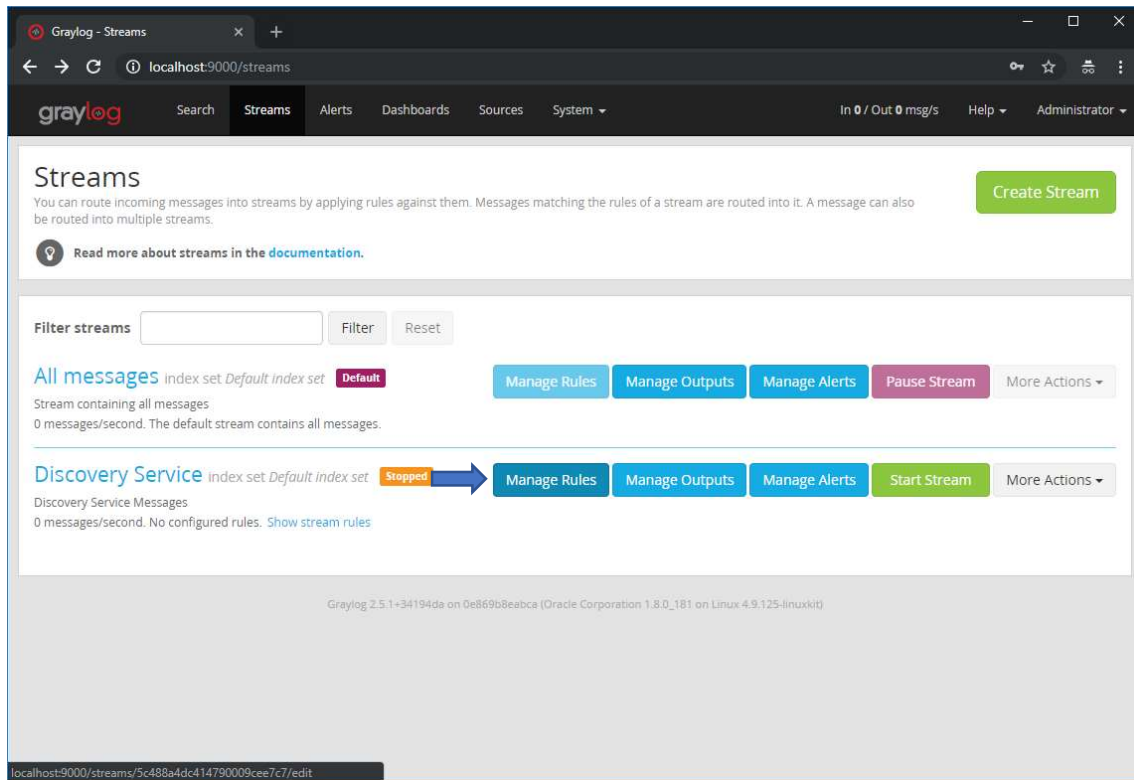 Graylog - Streams
localhost:9000/streams
graylog Search Streams Alerts Dashboards Sources System In 0 / Out 0 msg/s Help Administrator
Streams
Create Stream
You can route incoming messages into streams by applying rules against them. Messages matching the rules of a stream are routed into it. A message can also
be routed into multiple streams.
Read more about streams in the documentation.
Filter streams Filter Reset
All messages index set Default index set Default Manage Rules Manage Outputs Manage Alerts Pause Stream More Actions
Stream containing all messages
0 messages/second. The default stream contains all messages.
Discovery Service index set Default index set Stopped Manage Rules Manage Outputs Manage Alerts Start Stream More Actions
Discovery Service Messages
0 messages/second. No configured rules. Show stream rules
Graylog 2.5.1+34194da on 0e869b8eabca (Oracle Corporation 1.8.0_181 on Linux 4.9.125-linuxkit)
localhost:9000/streams/5c488a4dc414790009cee7c7/edit